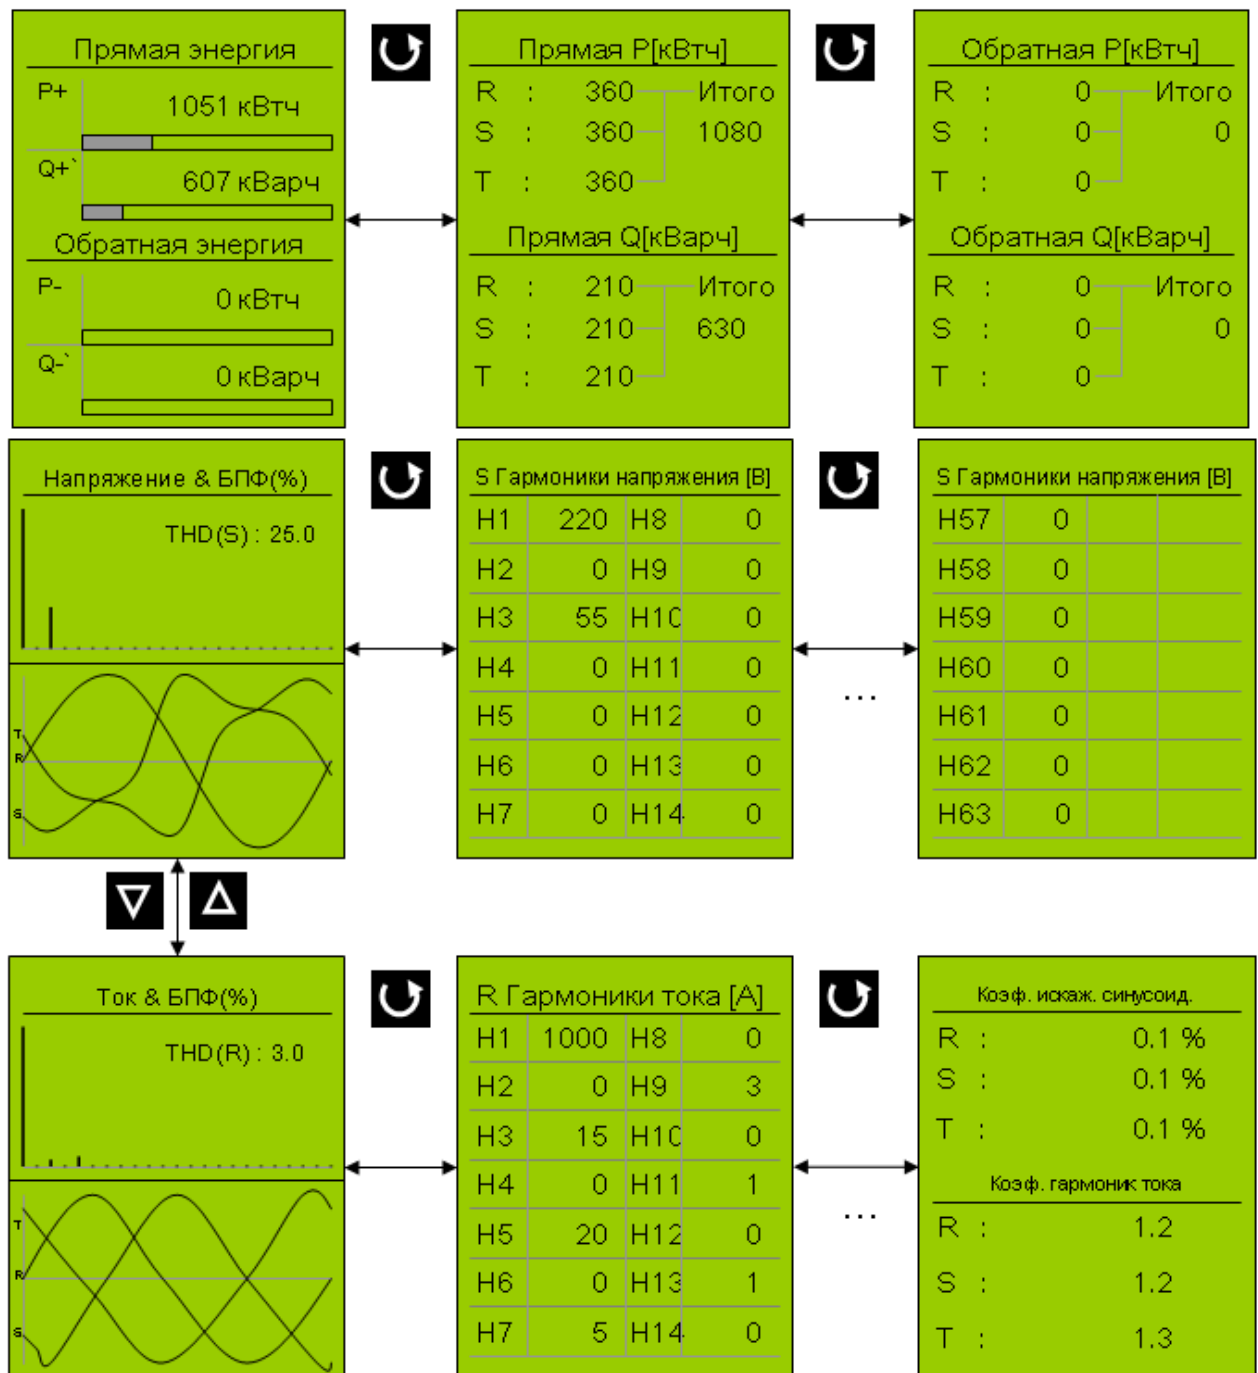 Прямая энергия
P+
1051 кВтч
Q+`
607 кВарч
Обратная энергия
P-
0 кВтч
Q-`
0 кВарч
Прямая P[кВтч]
R : 360 Итого
S : 360 1080
T : 360
Прямая Q[кВарч]
R : 210 Итого
S : 210 630
T : 210
Обратная P[кВтч]
R : 0 Итого
S : 0 0
T : 0
Обратная Q[кВарч]
R : 0 Итого
S : 0 0
T : 0
Напряжение & БПФ(%)
THD(S) : 25.0
T
R
S
S Гармоники напряжения [В]
H1 220 H8 0
H2 0 H9 0
H3 55 H10 0
H4 0 H11 0
H5 0 H12 0
H6 0 H13 0
H7 0 H14 0
...
S Гармоники напряжения [В]
H57 0
H58 0
H59 0
H60 0
H61 0
H62 0
H63 0
Ток & БПФ(%)
THD(R) : 3.0
T
R
S
R Гармоники тока [А]
H1 1000 H8 0
H2 0 H9 3
H3 15 H10 0
H4 0 H11 1
H5 20 H12 0
H6 0 H13 1
H7 5 H14 0
...
Коэф. искаж. синусоид.
R : 0.1 %
S : 0.1 %
T : 0.1 %
Коэф. гармоник тока
R : 1.2
S : 1.2
T : 1.3